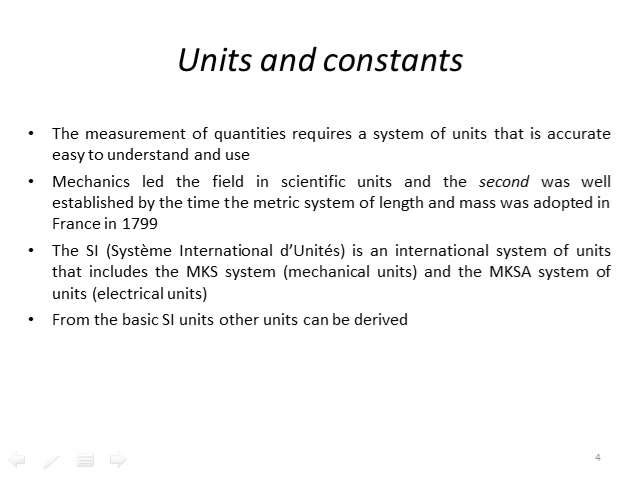 Units and constants
• The measurement of quantities requires a system of units that is accurate
easy to understand and use
• Mechanics led the field in scientific units and the second was well
established by the time the metric system of length and mass was adopted in
France in 1799
• The SI (Système International d’Unités) is an international system of units
that includes the MKS system (mechanical units) and the MKSA system of
units (electrical units)
• From the basic SI units other units can be derived
4